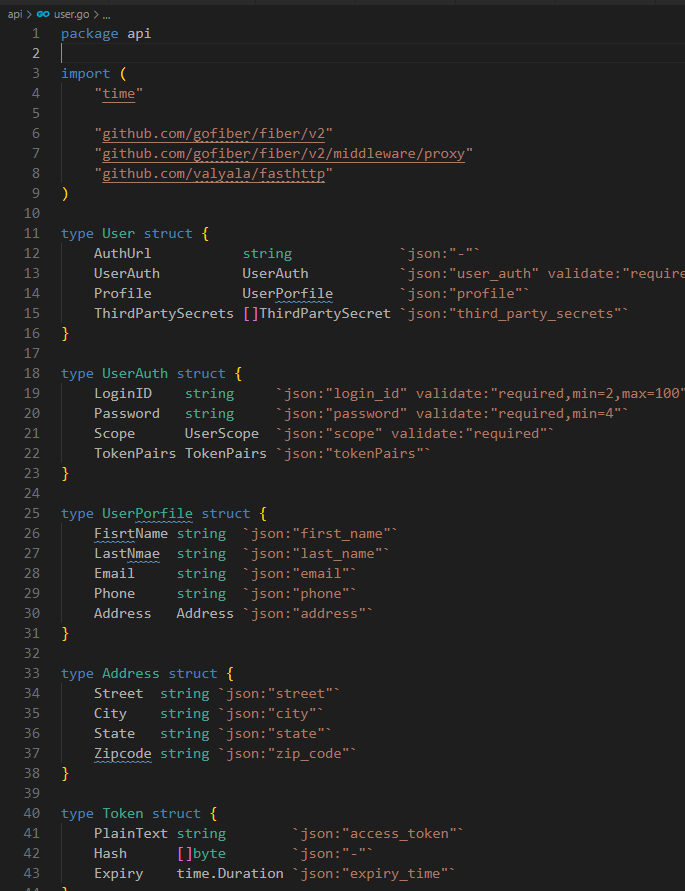 api > user.go > ...
1 package api
2
3 import (
4 "time"
5
6 "github.com/gofiber/fiber/v2"
7 "github.com/gofiber/fiber/v2/middleware/proxy"
8 "github.com/valyala/fasthttp"
9 )
10
11 type User struct {
12 AuthUrl string `json:"-"`
13 UserAuth UserAuth `json:"user_auth" validate:"require
14 Profile UserPorfile `json:"profile"`
15 ThirdPartySecrets []ThirdPartySecret `json:"third_party_secrets"`
16 }
17
18 type UserAuth struct {
19 LoginID string `json:"login_id" validate:"required,min=2,max=100"
20 Password string `json:"password" validate:"required,min=4"`
21 Scope UserScope `json:"scope" validate:"required"`
22 TokenPairs TokenPairs `json:"tokenPairs"`
23 }
24
25 type UserPorfile struct {
26 FisrtName string `json:"first_name"`
27 LastNmae string `json:"last_name"`
28 Email string `json:"email"`
29 Phone string `json:"phone"`
30 Address Address `json:"address"`
31 }
32
33 type Address struct {
34 Street string `json:"street"`
35 City string `json:"city"`
36 State string `json:"state"`
37 Zipcode string `json:"zip_code"`
38 }
39
40 type Token struct {
41 PlainText string `json:"access_token"`
42 Hash []byte `json:"-"`
43 Expiry time.Duration `json:"expiry_time"`
44 }